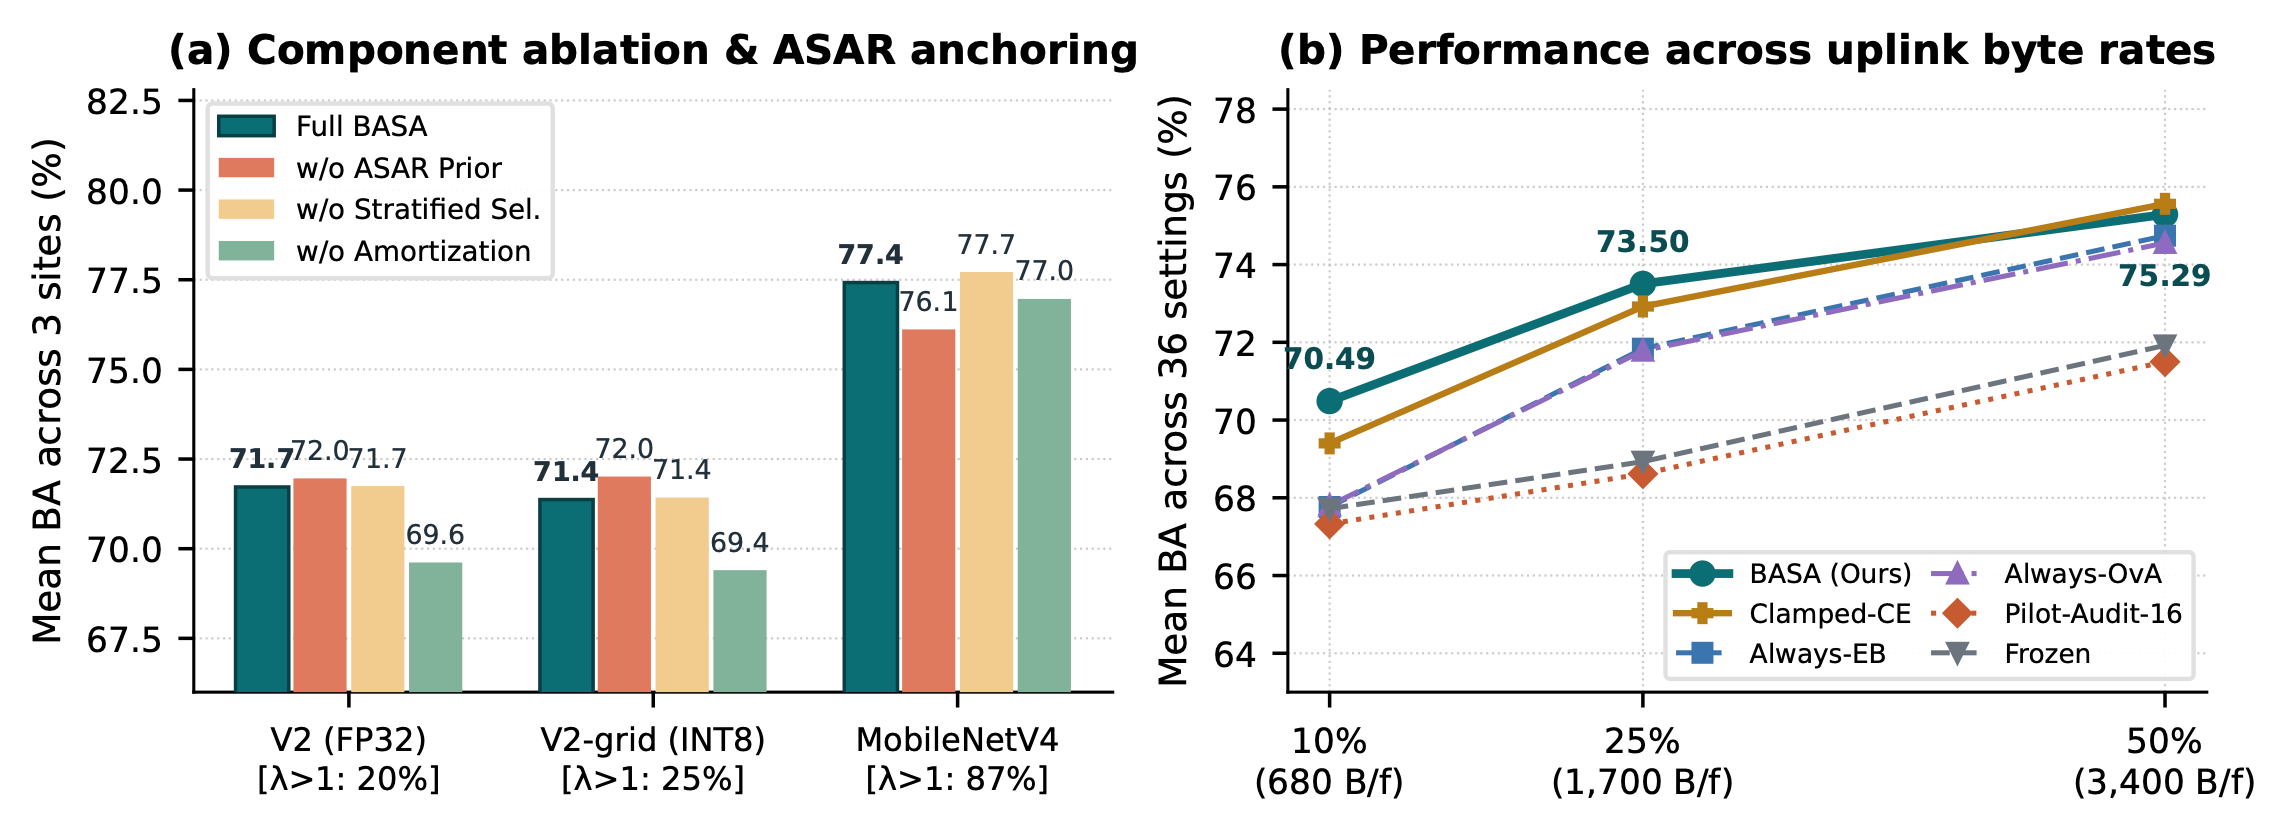 (a) Component ablation & ASAR anchoring
Mean BA across 3 sites (%)
82.5
80.0
77.5
75.0
72.5
70.0
67.5
Full BASA
w/o ASAR Prior
w/o Stratified Sel.
w/o Amortization
71.7
72.0
71.7
69.6
71.4
72.0
71.4
69.4
77.4
76.1
77.7
77.0
V2 (FP32)
[λ>1: 20%]
V2-grid (INT8)
[λ>1: 25%]
MobileNetV4
[λ>1: 87%]
(b) Performance across uplink byte rates
Mean BA across 36 settings (%)
78
76
74
72
70
68
66
64
70.49
73.50
75.29
BASA (Ours)
Clamped-CE
Always-EB
Always-OvA
Pilot-Audit-16
Frozen
10%
(680 B/f)
25%
(1,700 B/f)
50%
(3,400 B/f)